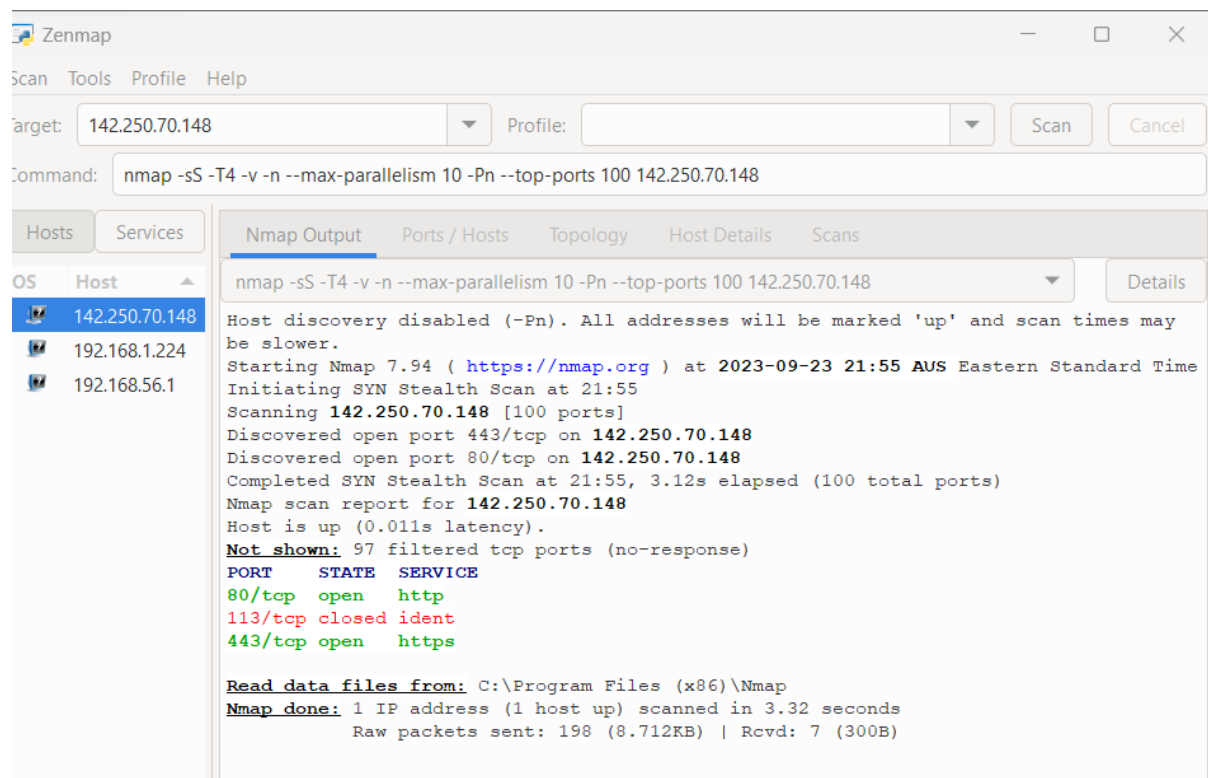 Zenmap
Scan Tools Profile Help
Target: 142.250.70.148 Profile: Scan Cancel
Command: nmap -sS -T4 -v -n --max-parallelism 10 -Pn --top-ports 100 142.250.70.148
Hosts Services
Nmap Output Ports / Hosts Topology Host Details Scans
OS Host
nmap -sS -T4 -v -n --max-parallelism 10 -Pn --top-ports 100 142.250.70.148 Details
142.250.70.148
192.168.1.224
192.168.56.1
Host discovery disabled (-Pn). All addresses will be marked 'up' and scan times may
be slower.
Starting Nmap 7.94 ( https://nmap.org ) at 2023-09-23 21:55 AUS Eastern Standard Time
Initiating SYN Stealth Scan at 21:55
Scanning 142.250.70.148 [100 ports]
Discovered open port 443/tcp on 142.250.70.148
Discovered open port 80/tcp on 142.250.70.148
Completed SYN Stealth Scan at 21:55, 3.12s elapsed (100 total ports)
Nmap scan report for 142.250.70.148
Host is up (0.011s latency).
Not shown: 97 filtered tcp ports (no-response)
PORT STATE SERVICE
80/tcp open http
113/tcp closed ident
443/tcp open https
Read data files from: C:\Program Files (x86)\Nmap
Nmap done: 1 IP address (1 host up) scanned in 3.32 seconds
Raw packets sent: 198 (8.712KB) | Rcvd: 7 (300B)